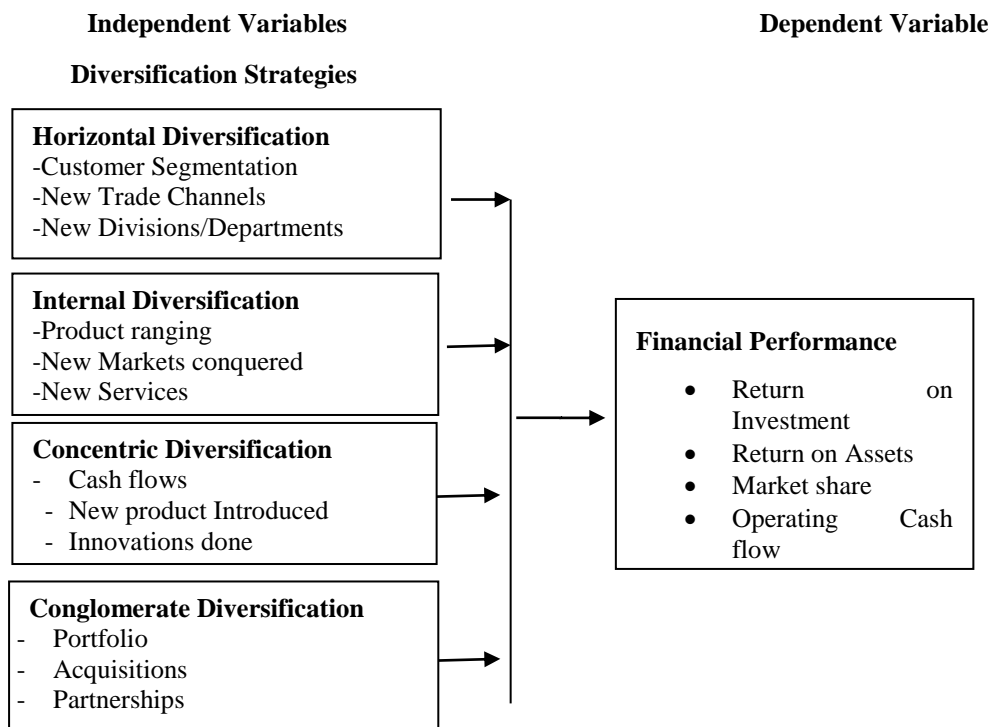 Independent Variables
Dependent Variable
Diversification Strategies
Horizontal Diversification
-Customer Segmentation
-New Trade Channels
-New Divisions/Departments
Internal Diversification
-Product ranging
-New Markets conquered
-New Services
Concentric Diversification
- Cash flows
- New product Introduced
- Innovations done
Conglomerate Diversification
- Portfolio
- Acquisitions
- Partnerships
Financial Performance
• Return on
Investment
• Return on Assets
• Market share
• Operating Cash
flow